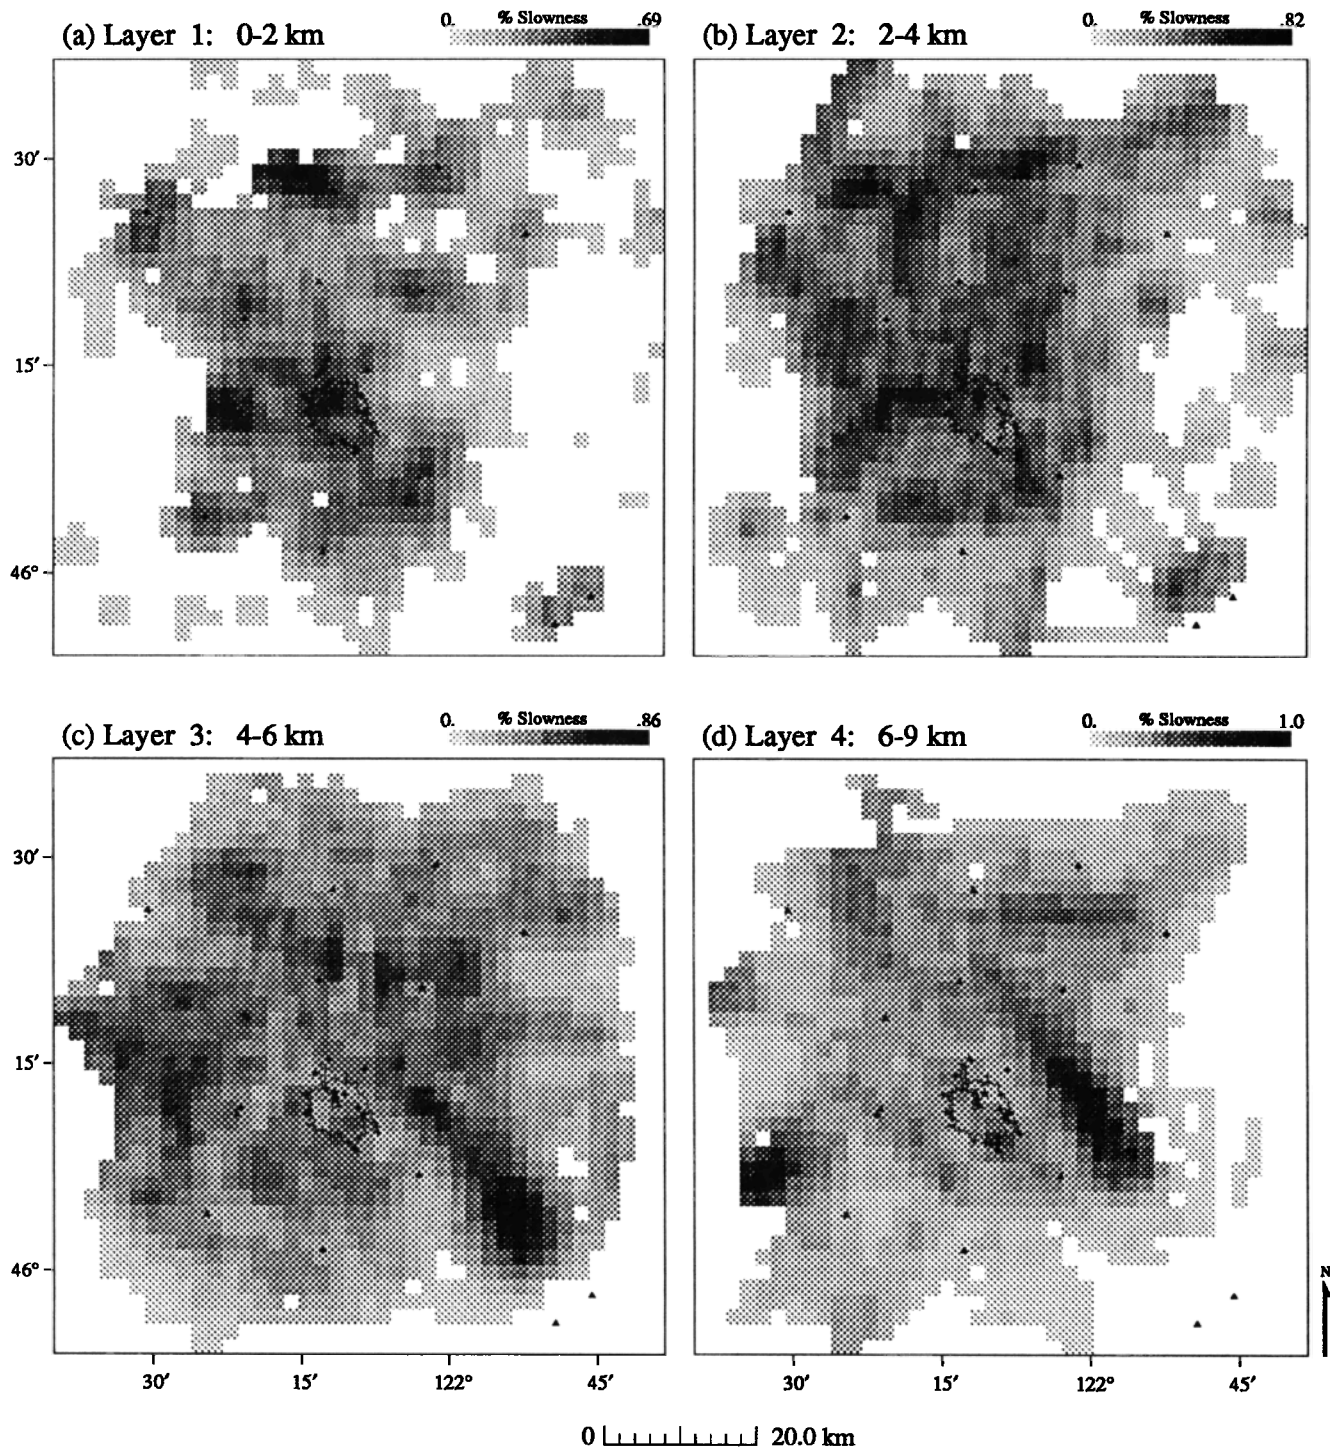 (a) Layer 1: 0-2 km
0. % Slowness .69
(b) Layer 2: 2-4 km
0. % Slowness .82
30′
15′
46°
(c) Layer 3: 4-6 km
0. % Slowness .86
(d) Layer 4: 6-9 km
0. % Slowness 1.0
30′
15′
46°
N
30′ 15′ 122° 45′
30′ 15′ 122° 45′
0 20.0 km